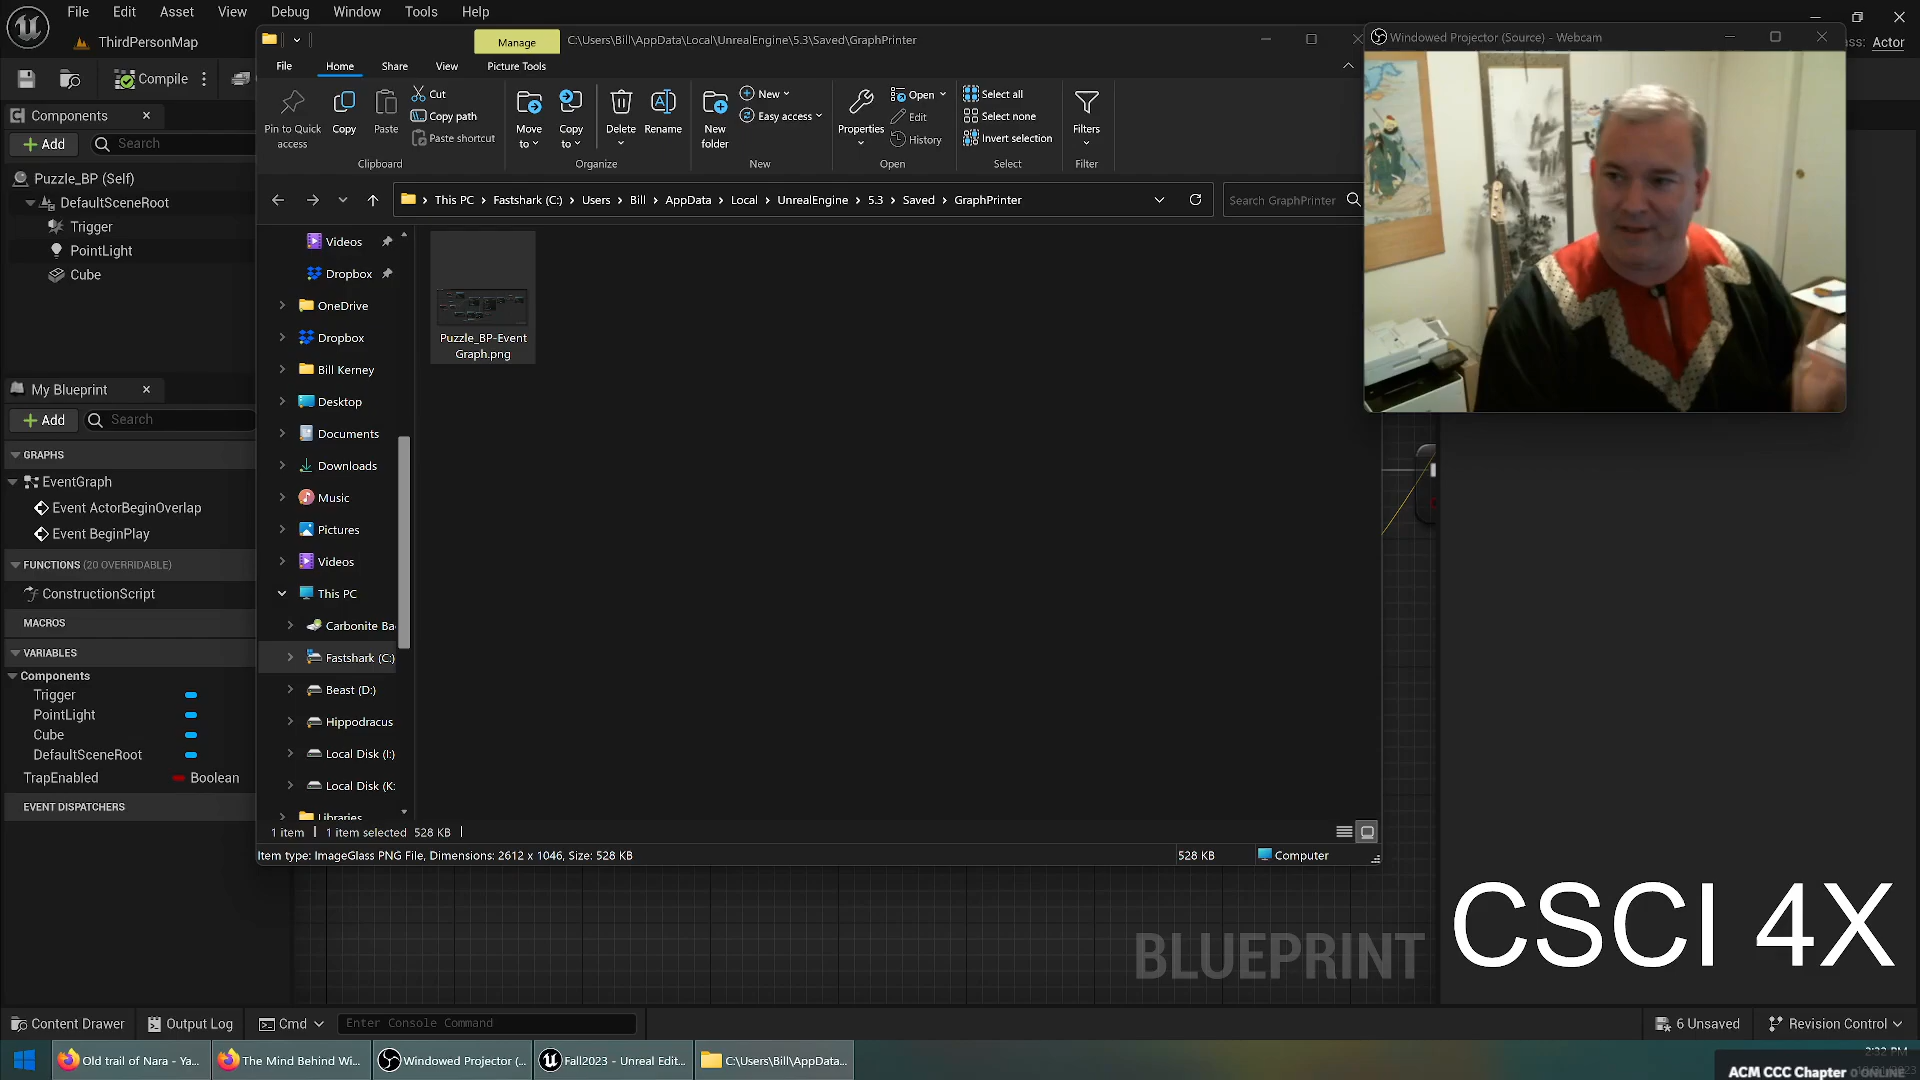 File Edit Asset View Debug Window Tools Help
ThirdPersonMap
Manage C:\Users\Bill\AppData\Local\UnrealEngine\5.3\Saved\GraphPrinter
Windowed Projector (Source) - Webcam
Actor
Compile
File Home Share View Picture Tools
Components
Add Search
Pin to Quick access
Copy
Paste
Cut
Copy path
Paste shortcut
Clipboard
Move to
Copy to
Delete
Rename
Organize
New folder
New
Easy access
New
Properties
Open
Edit
History
Open
Select all
Select none
Invert selection
Select
Filters
Filter
Puzzle_BP (Self)
DefaultSceneRoot
Trigger
PointLight
Cube
This PC Fastshark (C:) Users Bill AppData Local UnrealEngine 5.3 Saved GraphPrinter
Search GraphPrinter
Videos
Dropbox
OneDrive
Dropbox
Bill Kerney
Desktop
Documents
Downloads
Music
Pictures
Videos
This PC
Carbonite Ba
Fastshark (C:)
Beast (D:)
Hippodracus
Local Disk (I:)
Local Disk (K:
Libraries
Puzzle_BP-Event
Graph.png
My Blueprint
Add Search
GRAPHS
EventGraph
Event ActorBeginOverlap
Event BeginPlay
FUNCTIONS (20 OVERRIDABLE)
ConstructionScript
MACROS
VARIABLES
Components
Trigger
PointLight
Cube
DefaultSceneRoot
TrapEnabled Boolean
EVENT DISPATCHERS
1 item 1 item selected 528 KB
Item type: ImageGlass PNG File, Dimensions: 2612 x 1046, Size: 528 KB 528 KB Computer
CSCI 4X
BLUEPRINT
Content Drawer Output Log Cmd Enter Console Command 6 Unsaved Revision Control
Old trail of Nara - Ya... The Mind Behind Wi... Windowed Projector (... Fall2023 - Unreal Edit... C:\Users\Bill\AppData...
2:32 PM
ACM CCC Chapter 0 ONLINE